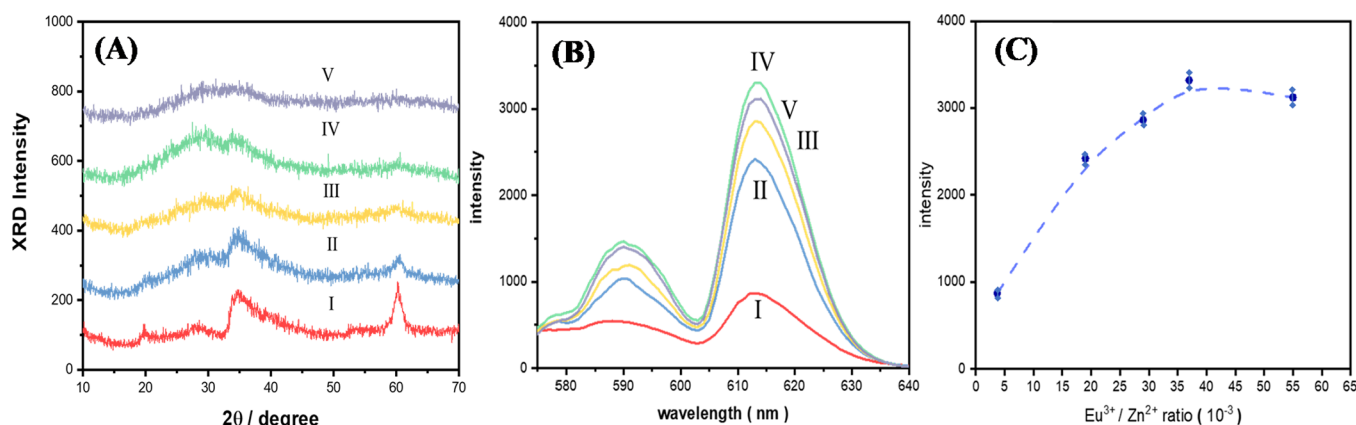 (A)
XRD Intensity
1000
800
600
400
200
0
V
IV
III
II
I
10 20 30 40 50 60 70
2θ / degree
(B)
intensity
4000
3000
2000
1000
0
IV
V
III
II
I
580 590 600 610 620 630 640
wavelength ( nm )
(C)
intensity
4000
3000
2000
1000
0
0 5 10 15 20 25 30 35 40 45 50 55 60 65
Eu³⁺ / Zn²⁺ ratio ( 10⁻³ )